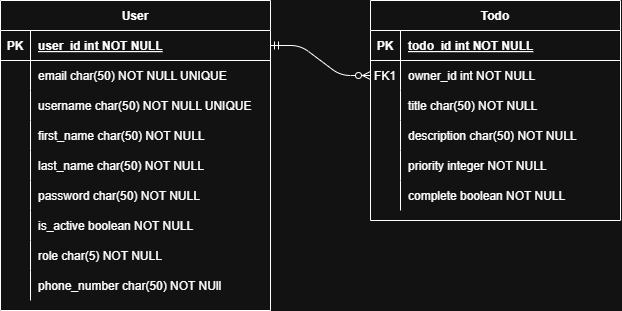 User
PK user_id int NOT NULL
email char(50) NOT NULL UNIQUE
username char(50) NOT NULL UNIQUE
first_name char(50) NOT NULL
last_name char(50) NOT NULL
password char(50) NOT NULL
is_active boolean NOT NULL
role char(5) NOT NULL
phone_number char(50) NOT NUll
Todo
PK todo_id int NOT NULL
FK1 owner_id int NOT NULL
title char(50) NOT NULL
description char(50) NOT NULL
priority integer NOT NULL
complete boolean NOT NULL